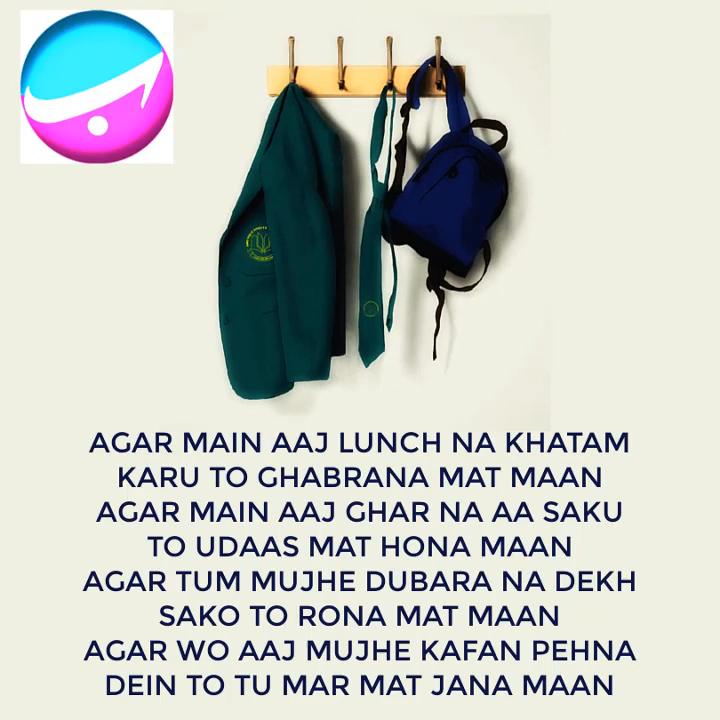 AGAR MAIN AAJ LUNCH NA KHATAM
KARU TO GHABRANA MAT MAAN
AGAR MAIN AAJ GHAR NA AA SAKU
TO UDAAS MAT HONA MAAN
AGAR TUM MUJHE DUBARA NA DEKH
SAKO TO RONA MAT MAAN
AGAR WO AAJ MUJHE KAFAN PEHNA
DEIN TO TU MAR MAT JANA MAAN